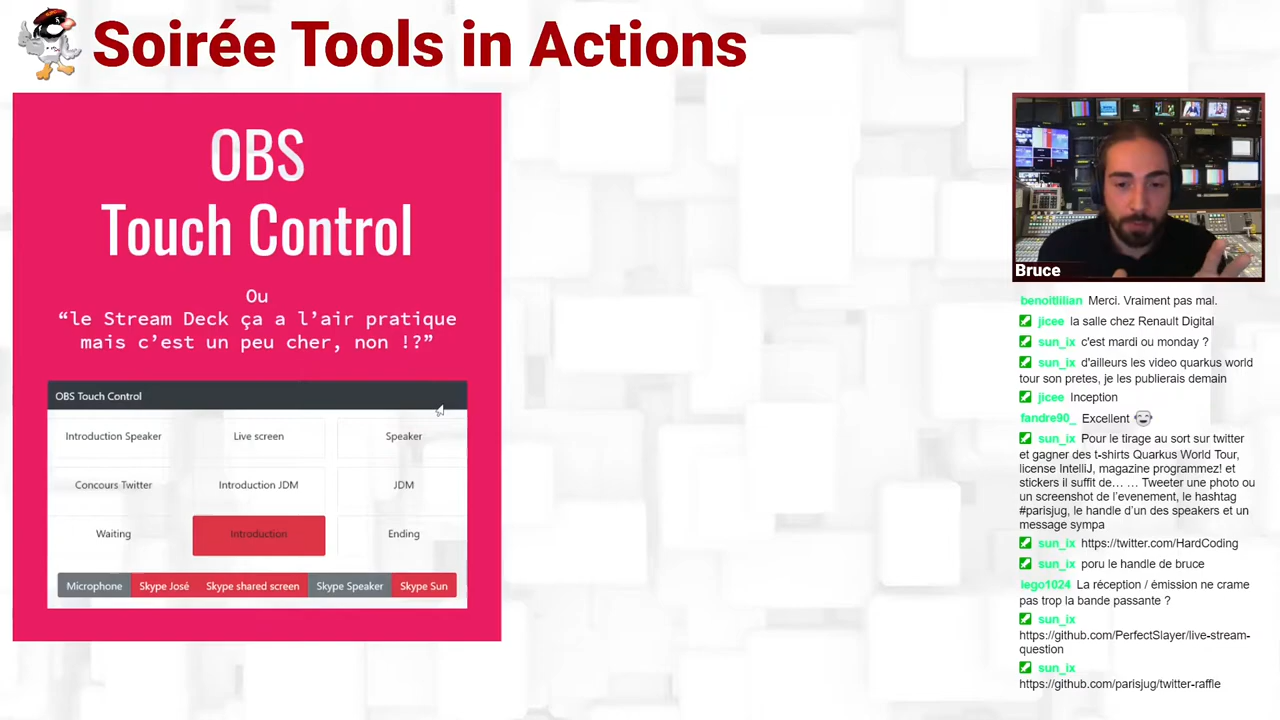 Soirée Tools in Actions
OBS
Touch Control
Ou
“le Stream Deck ça a l’air pratique
mais c’est un peu cher, non !?”
OBS Touch Control
Introduction Speaker
Live screen
Speaker
Concours Twitter
Introduction JDM
JDM
Waiting
Introduction
Ending
Microphone
Skype José
Skype shared screen
Skype Speaker
Skype Sun
Bruce
benoitlilian Merci. Vraiment pas mal.
jicee la salle chez Renault Digital
sun_ix c'est mardi ou monday ?
sun_ix d'ailleurs les video quarkus world
tour son pretes, je les publierais demain
jicee Inception
fandre90_ Excellent
sun_ix Pour le tirage au sort sur twitter
et gagner des t-shirts Quarkus World Tour,
license IntelliJ, magazine programmez! et
stickers il suffit de… … Tweeter une photo ou
un screenshot de l’evenement, le hashtag
#parisjug, le handle d’un des speakers et un
message sympa
sun_ix https://twitter.com/HardCoding
sun_ix poru le handle de bruce
lego1024 La réception / émission ne crame
pas trop la bande passante ?
sun_ix
https://github.com/PerfectSlayer/live-stream-
question
sun_ix
https://github.com/parisjug/twitter-raffle